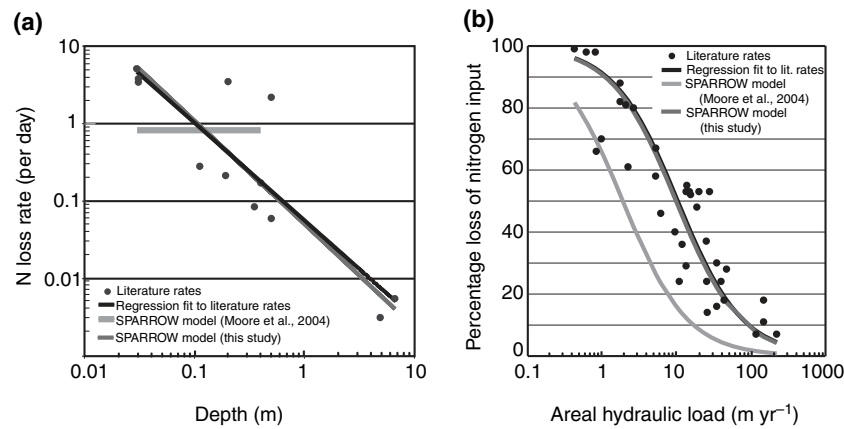 (a)
10
1
0.1
0.01
N loss rate (per day)
Literature rates
Regression fit to literature rates
SPARROW model (Moore et al., 2004)
SPARROW model (this study)
0.01
0.1
1
10
Depth (m)
(b)
100
80
60
40
20
0
Percentage loss of nitrogen input
Literature rates
Regression fit to lit. rates
SPARROW model
(Moore et al., 2004)
SPARROW model
(this study)
0.1
1
10
100
1000
Areal hydraulic load (m yr⁻¹)